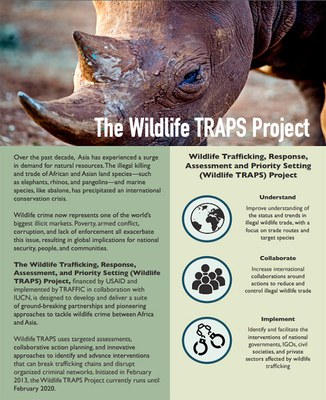 The Wildlife TRAPS Project
Over the past decade, Asia has experienced a surge
in demand for natural resources. The illegal killing
and trade of African and Asian land species—such
as elephants, rhinos, and pangolins—and marine
species, like abalone, has precipitated an international
conservation crisis.
Wildlife crime now represents one of the world's
biggest illicit markets. Poverty, armed conflict,
corruption, and lack of enforcement all exacerbate
this issue, resulting in global implications for national
security, people, and communities.
The Wildlife Trafficking, Response,
Assessment, and Priority Setting (Wildlife
TRAPS) Project, financed by USAID and
implemented by TRAFFIC in collaboration with
IUCN, is designed to develop and deliver a suite
of ground-breaking partnerships and pioneering
approaches to tackle wildlife crime between Africa
and Asia.
Wildlife TRAPS uses targeted assessments,
collaborative action planning, and innovative
approaches to identify and advance interventions
that can break trafficking chains and disrupt
organized criminal networks. Initiated in February
2013, the Wildlife TRAPS Project currently runs until
February 2020.
Wildlife Trafficking, Response,
Assessment and Priority Setting
(Wildlife TRAPS) Project
Understand
Improve understanding of
the status and trends in
illegal wildlife trade, with a
focus on trade routes and
target species
Collaborate
Increase international
collaborations around
actions to reduce and
control illegal wildlife trade
Implement
Identify and facilitate the
interventions of national
governments, IGOs, civil
societies, and private
sectors affected by wildlife
trafficking